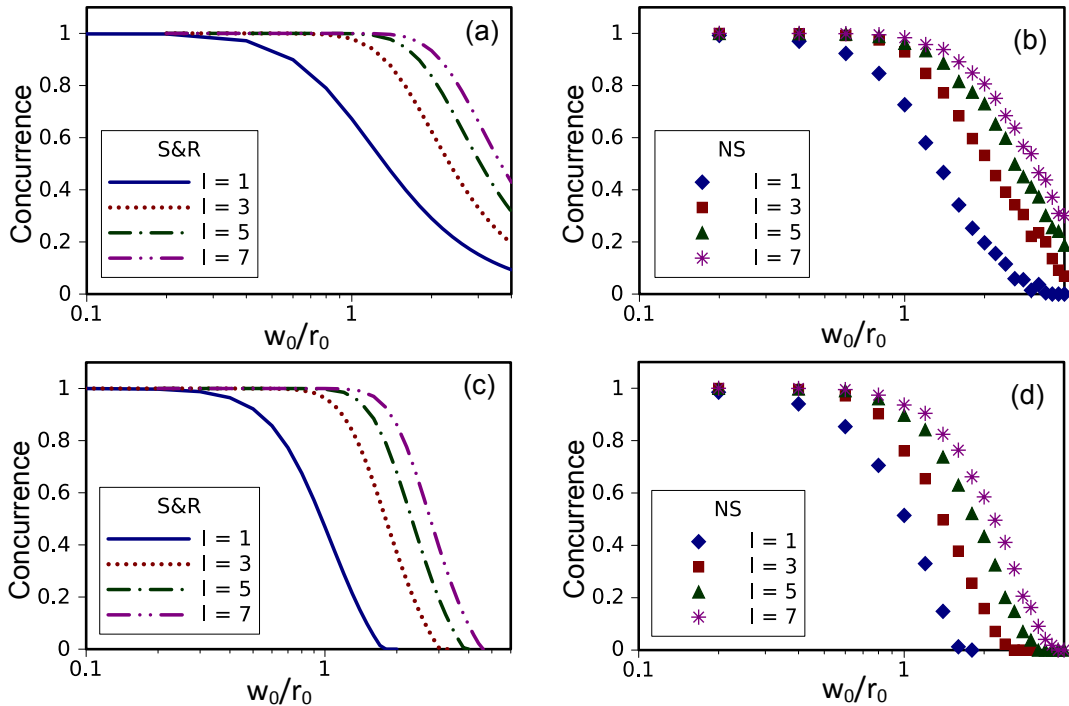 (a)
1
0.8
0.6
0.4
0.2
0
Concurrence
S&R
l = 1
l = 3
l = 5
l = 7
0.1
1
w0/r0
(b)
1
0.8
0.6
0.4
0.2
0
Concurrence
NS
l = 1
l = 3
l = 5
l = 7
0.1
1
w0/r0
(c)
1
0.8
0.6
0.4
0.2
0
Concurrence
S&R
l = 1
l = 3
l = 5
l = 7
0.1
1
w0/r0
(d)
1
0.8
0.6
0.4
0.2
0
Concurrence
NS
l = 1
l = 3
l = 5
l = 7
0.1
1
w0/r0